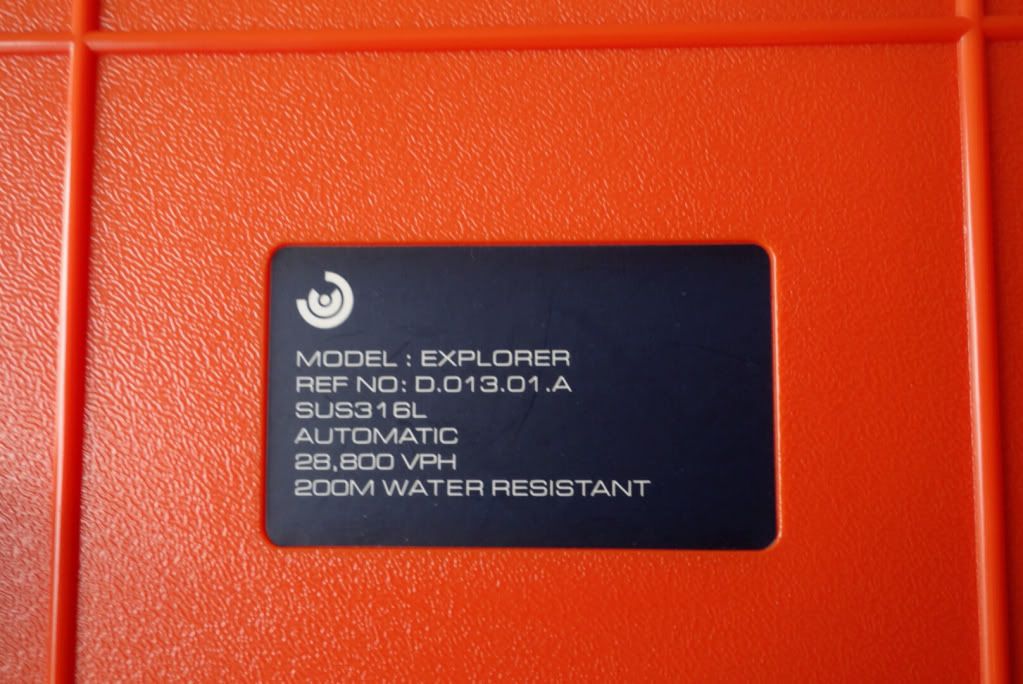 MODEL : EXPLORER
REF NO: D.013.01.A
SUS316L
AUTOMATIC
28,800 VPH
200M WATER RESISTANT